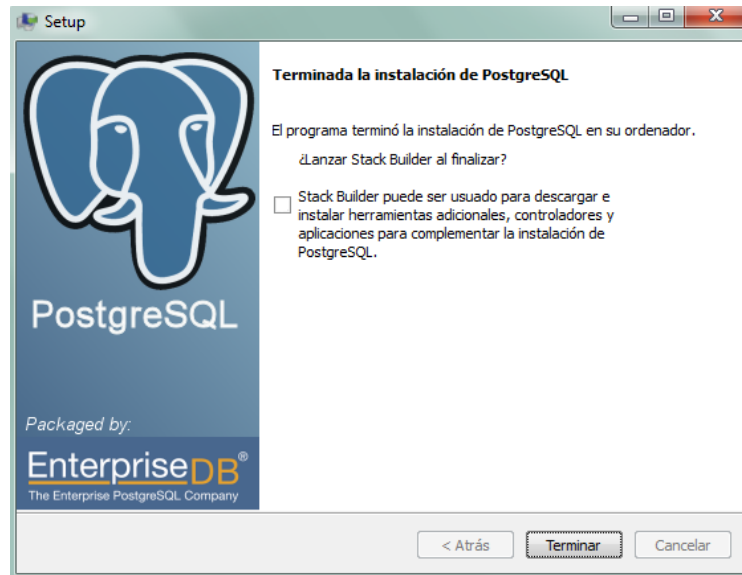 Setup
Terminada la instalación de PostgreSQL
El programa terminó la instalación de PostgreSQL en su ordenador.
¿Lanzar Stack Builder al finalizar?
Stack Builder puede ser usado para descargar e
instalar herramientas adicionales, controladores y
aplicaciones para complementar la instalación de
PostgreSQL.
PostgreSQL
Packaged by:
EnterpriseDB®
The Enterprise PostgreSQL Company
< Atrás
Terminar
Cancelar